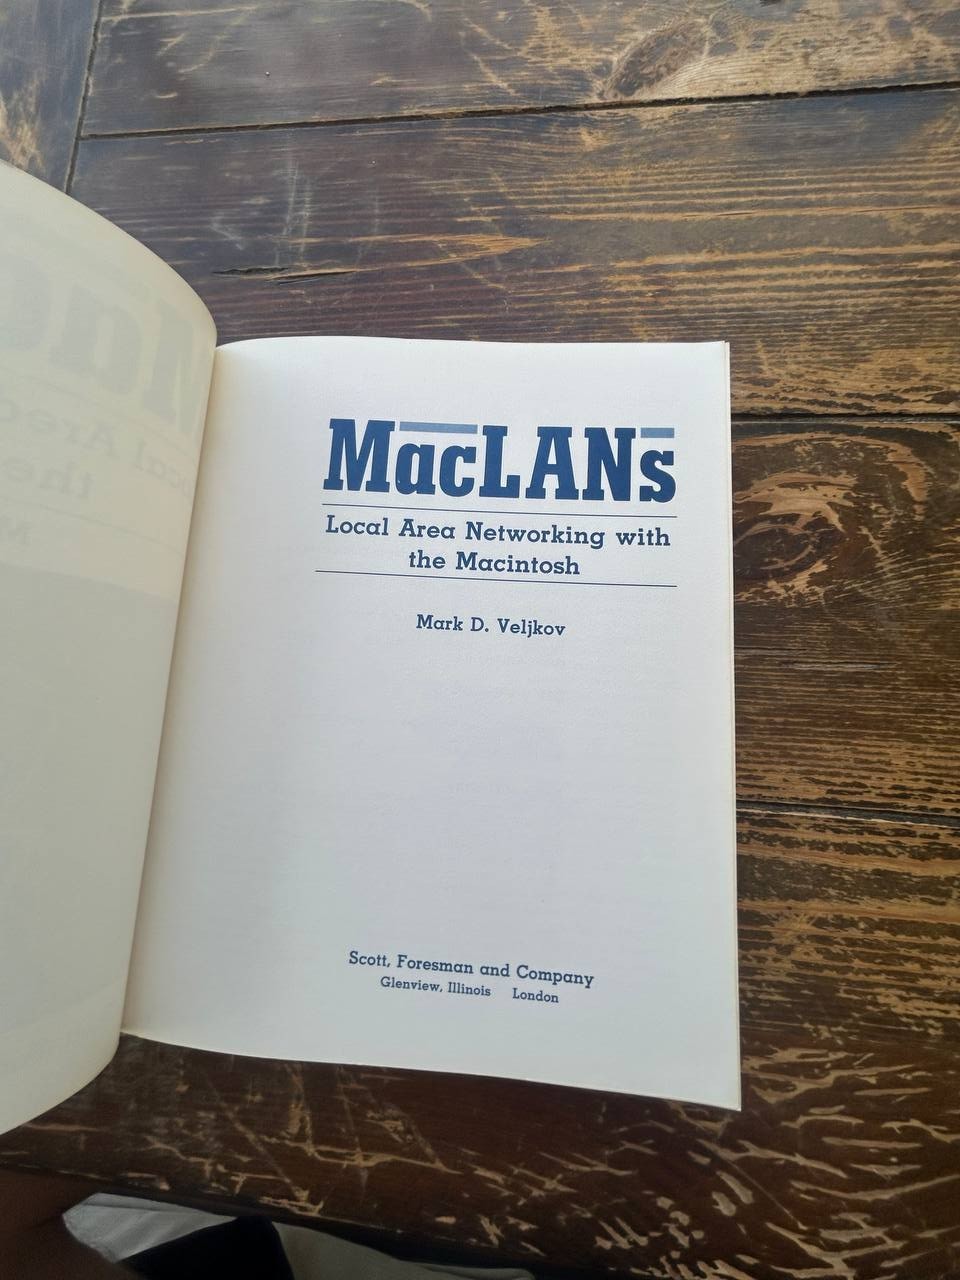 MacLANs
Local Area Networking with
the Macintosh
Mark D. Veljkov
Scott, Foresman and Company
Glenview, Illinois London